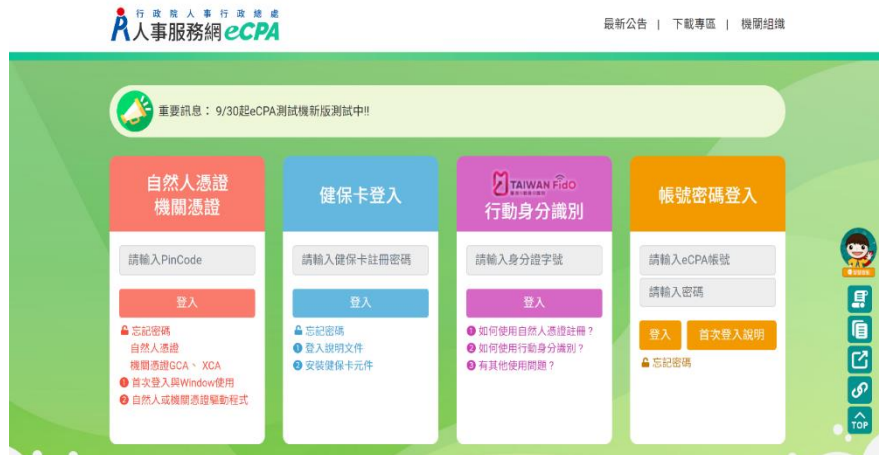 行政院人事行政總處
人事服務網eCPA
最新公告 | 下載專區 | 機關組織
重要訊息： 9/30起eCPA測試機新版測試中!!
自然人憑證
機關憑證
請輸入PinCode
登入
忘記密碼
自然人憑證
機關憑證GCA、 XCA
1 首次登入與Window使用
2 自然人或機關憑證驅動程式
健保卡登入
請輸入健保卡註冊密碼
登入
忘記密碼
1 登入說明文件
2 安裝健保卡元件
TAIWAN FidO
行動身分識別
請輸入身分證字號
登入
1 如何使用自然人憑證註冊？
2 如何使用行動身分識別？
3 有其他使用問題？
帳號密碼登入
請輸入eCPA帳號
請輸入密碼
登入 首次登入說明
忘記密碼
TOP